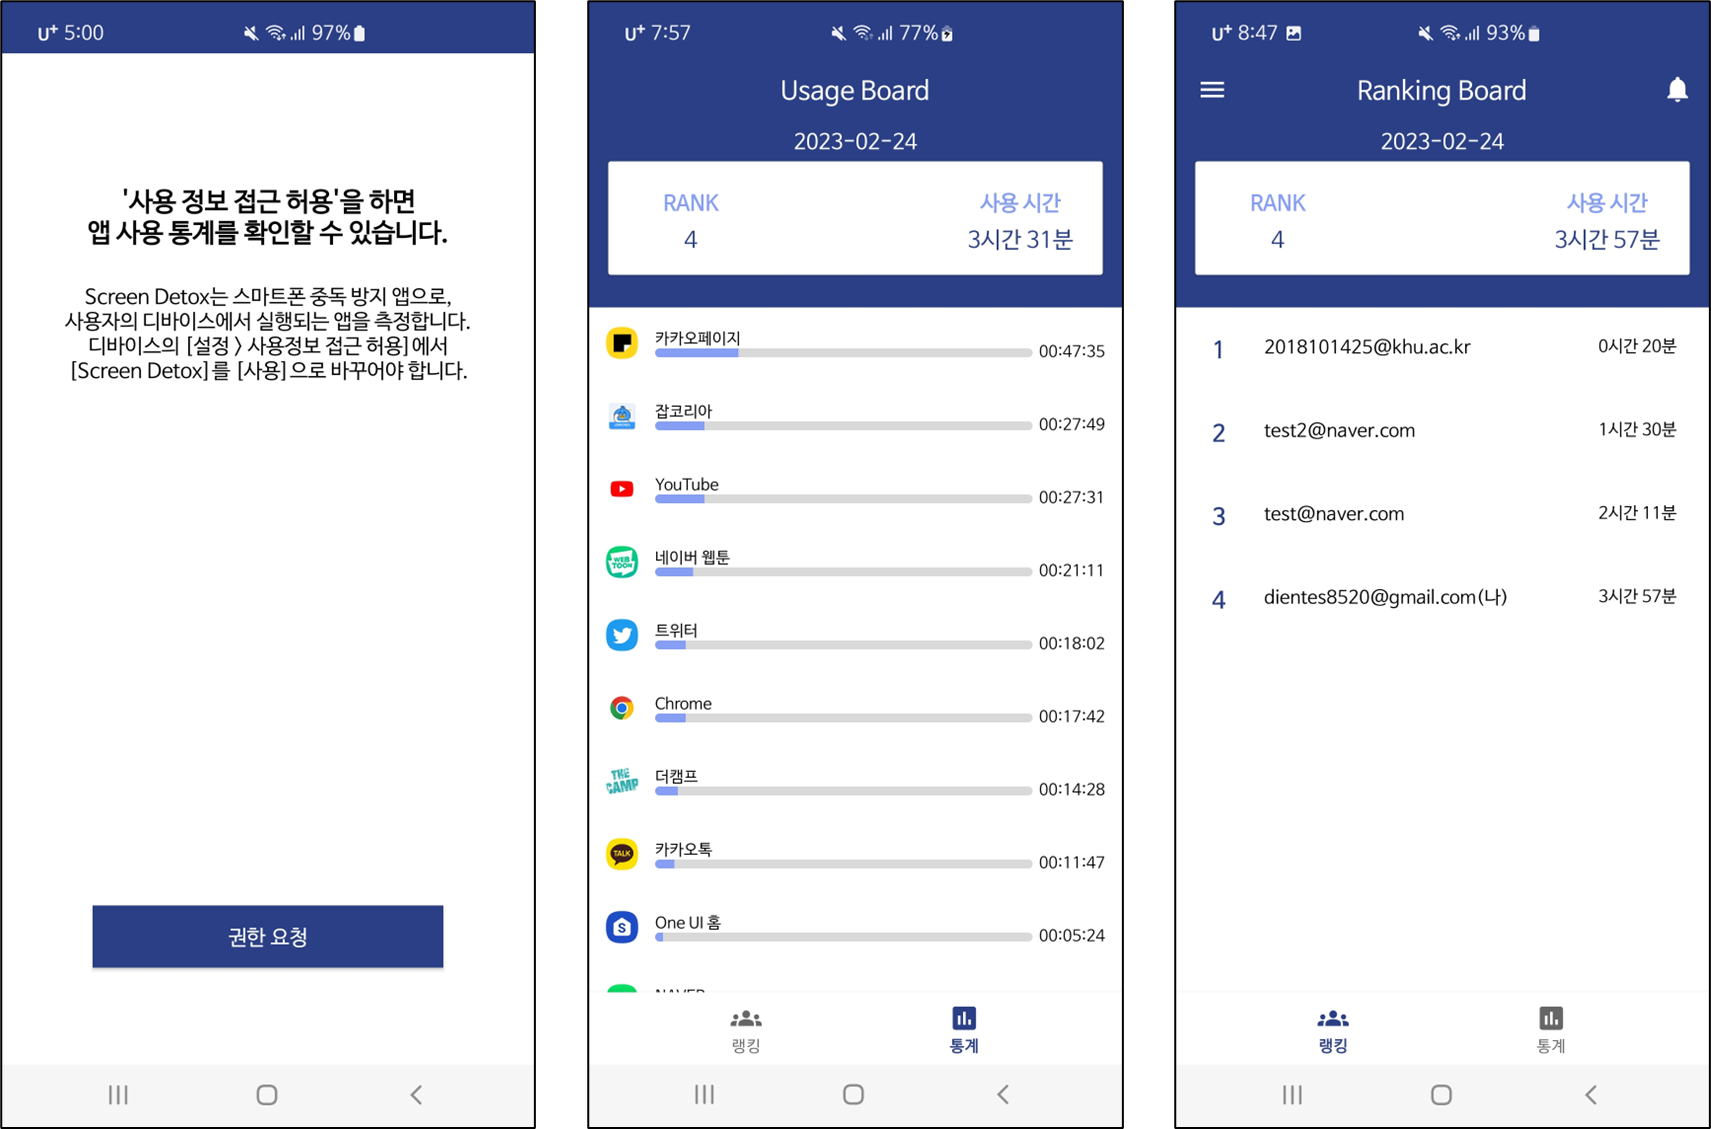 U⁺ 5:00 97%
'사용 정보 접근 허용'을 하면
앱 사용 통계를 확인할 수 있습니다.
Screen Detox는 스마트폰 중독 방지 앱으로,
사용자의 디바이스에서 실행되는 앱을 측정합니다.
디바이스의 [설정 > 사용정보 접근 허용]에서
[Screen Detox]를 [사용]으로 바꾸어야 합니다.
권한 요청
U⁺ 7:57 77%
Usage Board
2023-02-24
RANK 사용 시간
4 3시간 31분
카카오페이지
00:47:35
잡코리아
00:27:49
YouTube
00:27:31
WEB
TOON
네이버 웹툰
00:21:11
트위터
00:18:02
Chrome
00:17:42
THE
CAMP
더캠프
00:14:28
TALK
카카오톡
00:11:47
S
One UI 홈
00:05:24
NAVER
랭킹 통계
U⁺ 8:47 93%
Ranking Board
2023-02-24
RANK 사용 시간
4 3시간 57분
1 2018101425@khu.ac.kr 0시간 20분
2 test2@naver.com 1시간 30분
3 test@naver.com 2시간 11분
4 dientes8520@gmail.com(나) 3시간 57분
랭킹 통계